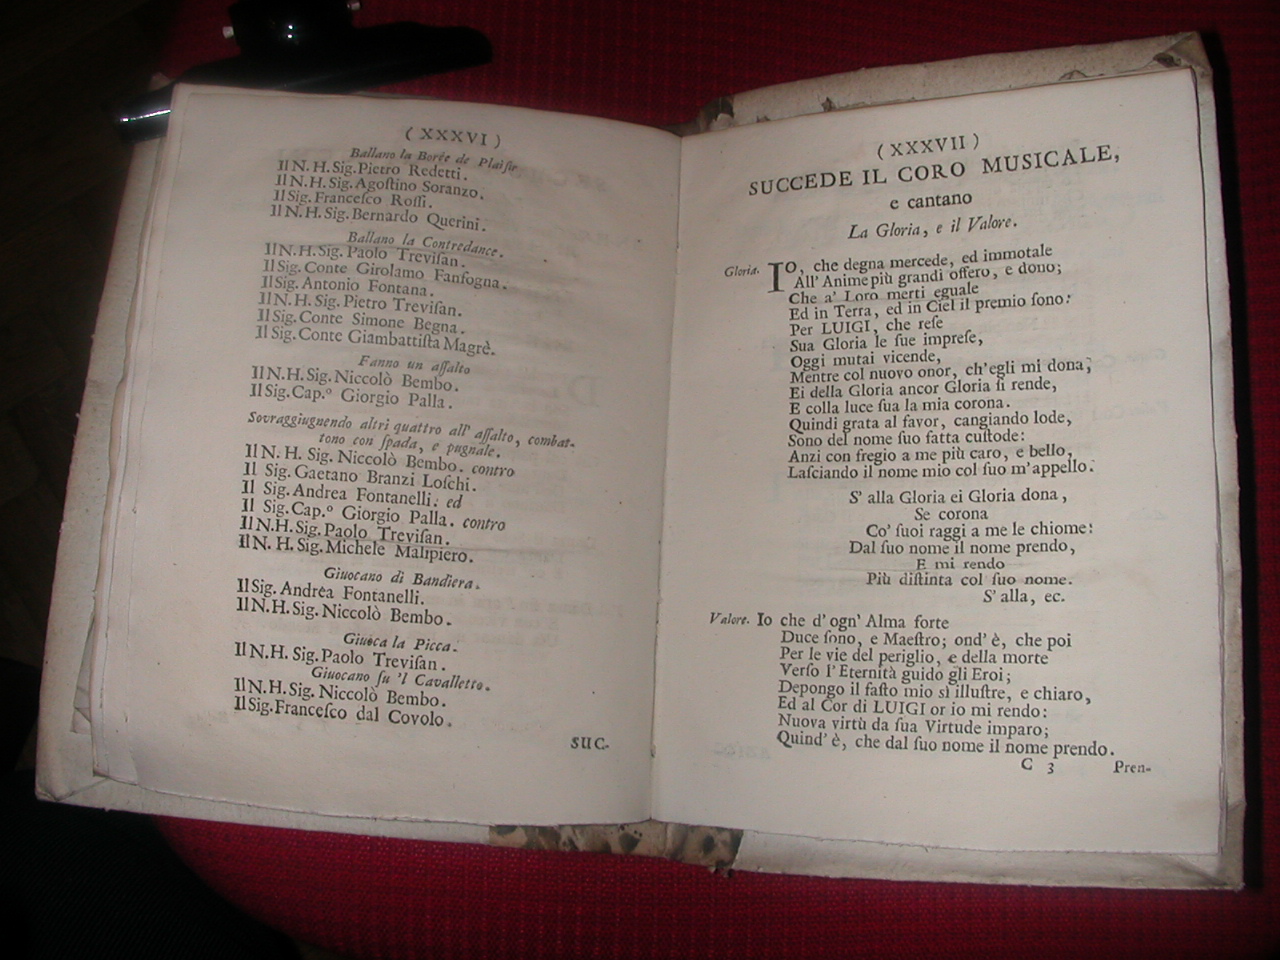 (XXXVI)
Ballano la Borèe de Plaiſir
Il N. H. Sig. Pietro Redetti.
Il N. H. Sig. Agoſtino Soranzo.
Il Sig. Franceſco Roſſi.
Il N. H. Sig. Bernardo Querini.
Ballano la Contredance.
Il N. H. Sig. Paolo Treviſan.
Il Sig. Conte Girolamo Fanfogna.
Il Sig. Antonio Fontana.
Il N. H. Sig. Pietro Treviſan.
Il Sig. Conte Simone Begna.
Il Sig. Conte Giambattiſta Magrè.
Fanno un aſſalto
Il N. H. Sig. Niccolò Bembo.
Il Sig. Cap.º Giorgio Palla.
Sovraggiugnendo altri quattro all' aſſalto, combat-
tono con ſpada, e pugnale.
Il N. H. Sig. Niccolò Bembo. contro
Il Sig. Gaetano Branzi Loſchi.
Il Sig. Andrea Fontanelli. ed
Il Sig. Cap.º Giorgio Palla. contro
Il N. H. Sig. Paolo Treviſan.
Il N. H. Sig. Michele Malipiero.
Giuocano di Bandiera.
Il Sig. Andrea Fontanelli.
Il N. H. Sig. Niccolò Bembo.
Giuoca la Picca.
Il N. H. Sig. Paolo Treviſan.
Giuocano ſu 'l Cavalletto.
Il N. H. Sig. Niccolò Bembo.
Il Sig. Franceſco dal Covolo.
SUC-
(XXXVII)
SUCCEDE IL CORO MUSICALE,
e cantano
La Gloria, e il Valore.
Gloria. IO, che degna mercede, ed immotale
All' Anime più grandi offero, e dono;
Che a' Loro merti eguale
Ed in Terra, ed in Ciel il premio ſono:
Per LUIGI, che reſe
Sua Gloria le ſue impreſe,
Oggi mutai vicende,
Mentre col nuovo onor, ch'egli mi dona;
Ei della Gloria ancor Gloria ſi rende,
E colla luce ſua la mia corona.
Quindi grata al favor, cangiando lode,
Sono del nome ſuo fatta cuſtode:
Anzi con fregio a me più caro, e bello,
Laſciando il nome mio col ſuo m'appello.
S' alla Gloria ei Gloria dona,
Se corona
Co' ſuoi raggi a me le chiome:
Dal ſuo nome il nome prendo,
E mi rendo
Più diſtinta col ſuo nome.
S' alla, ec.
Valore. Io che d' ogn' Alma forte
Duce ſono, e Maeſtro; ond' è, che poi
Per le vie del periglio, e della morte
Verſo l'Eternità guido gli Eroi;
Depongo il faſto mio sì illuſtre, e chiaro,
Ed al Cor di LUIGI or io mi rendo:
Nuova virtù da ſua Virtude imparo;
Quind' è, che dal ſuo nome il nome prendo.
C 3 Pren-